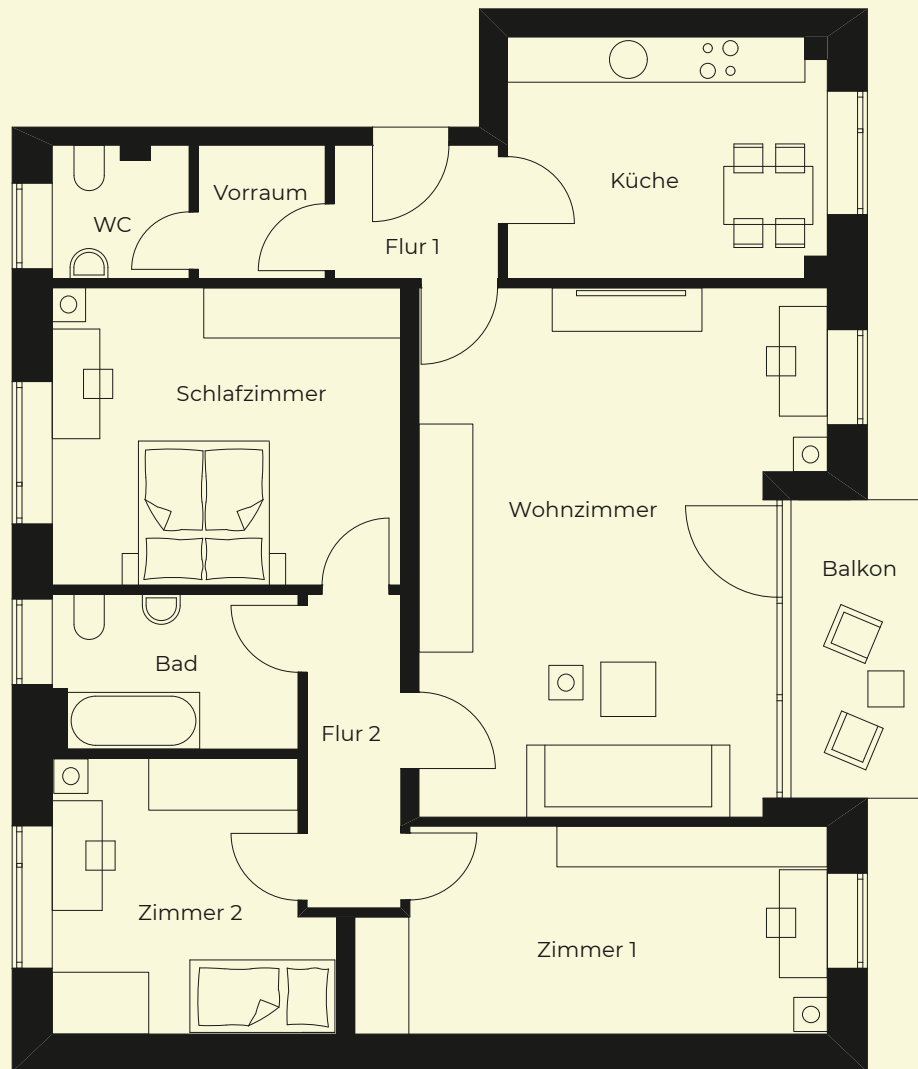 Küche
Vorraum
WC
Flur 1
Schlafzimmer
Wohnzimmer
Balkon
Bad
Flur 2
Zimmer 2
Zimmer 1